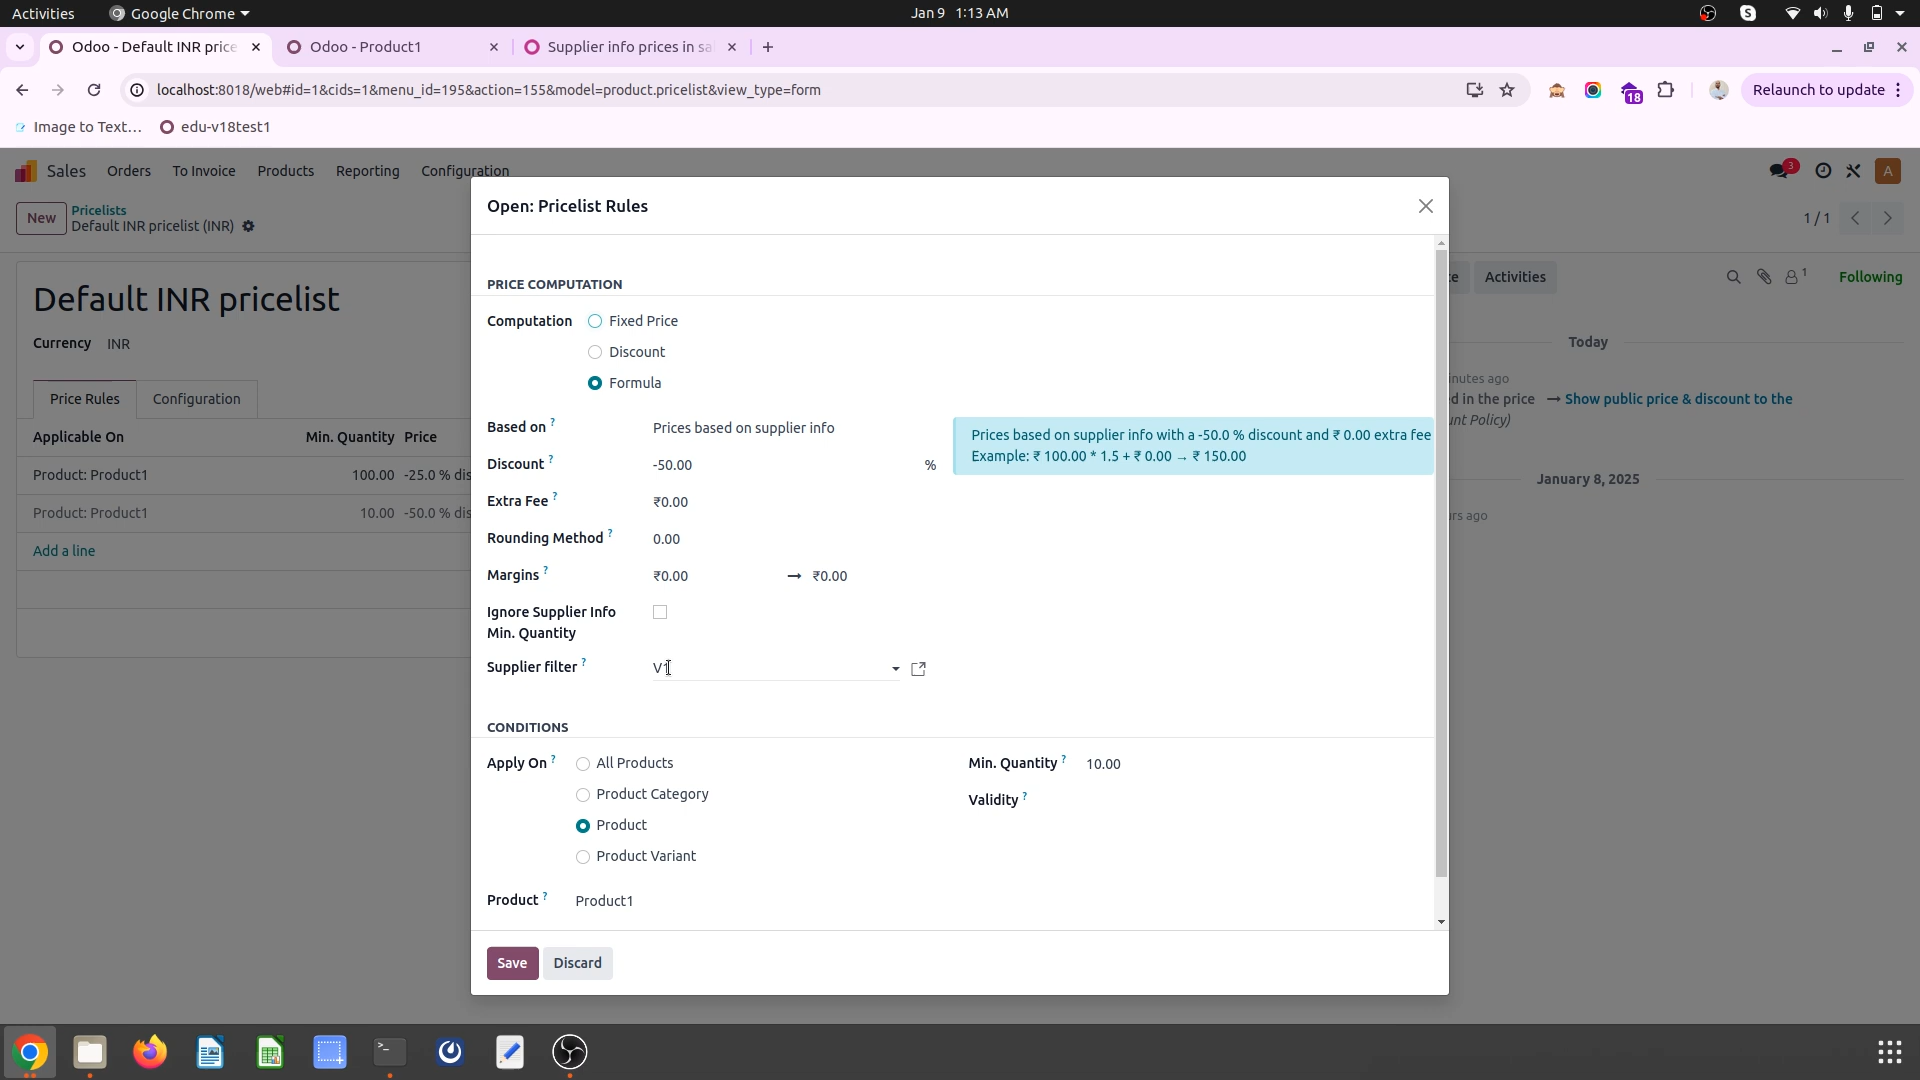 Activities Google Chrome Jan 9 1:13 AM
Odoo - Default INR price Odoo - Product1 Supplier info prices in sa
localhost:8018/web#id=1&cids=1&menu_id=195&action=155&model=product.pricelist&view_type=form 18 Relaunch to update
Image to Text… edu-v18test1
Sales Orders To Invoice Products Reporting Configuration 3 A
New Pricelists
Default INR pricelist (INR) 1 / 1
Open: Pricelist Rules
Default INR pricelist
Currency INR
Price Rules Configuration
Applicable On Min. Quantity Price
Product: Product1 100.00 -25.0 % dis
Product: Product1 10.00 -50.0 % dis
Add a line
PRICE COMPUTATION
Computation Fixed Price
Discount
Formula
Based on ? Prices based on supplier info
Prices based on supplier info with a -50.0 % discount and ₹ 0.00 extra fee
Example: ₹ 100.00 * 1.5 + ₹ 0.00 → ₹ 150.00
Discount ? -50.00 %
Extra Fee ? ₹0.00
Rounding Method ? 0.00
Margins ? ₹0.00 → ₹0.00
Ignore Supplier Info
Min. Quantity
Supplier filter ? V1
CONDITIONS
Apply On ? All Products
Product Category
Product
Product Variant
Min. Quantity ? 10.00
Validity ?
Product ? Product1
Save Discard
te Activities 1 Following
Today
inutes ago
ed in the price → Show public price & discount to the
unt Policy)
January 8, 2025
rs ago